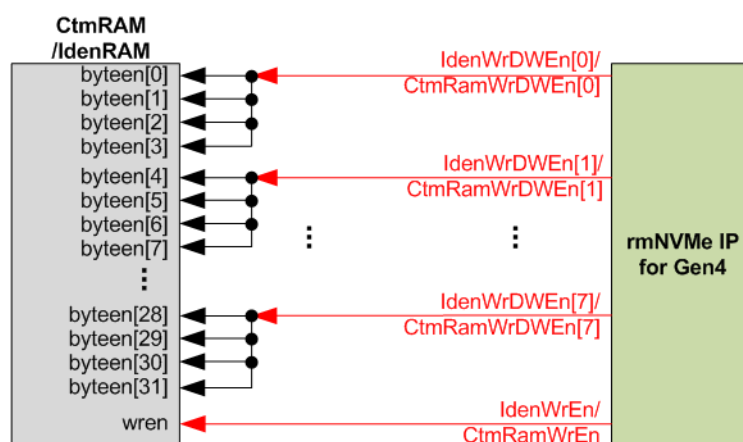 CtmRAM
/IdenRAM
byteen[0]
byteen[1]
byteen[2]
byteen[3]
byteen[4]
byteen[5]
byteen[6]
byteen[7]
byteen[28]
byteen[29]
byteen[30]
byteen[31]
wren
IdenWrDWEn[0]/
CtmRamWrDWEn[0]
IdenWrDWEn[1]/
CtmRamWrDWEn[1]
IdenWrDWEn[7]/
CtmRamWrDWEn[7]
IdenWrEn/
CtmRamWrEn
rmNVMe IP
for Gen4